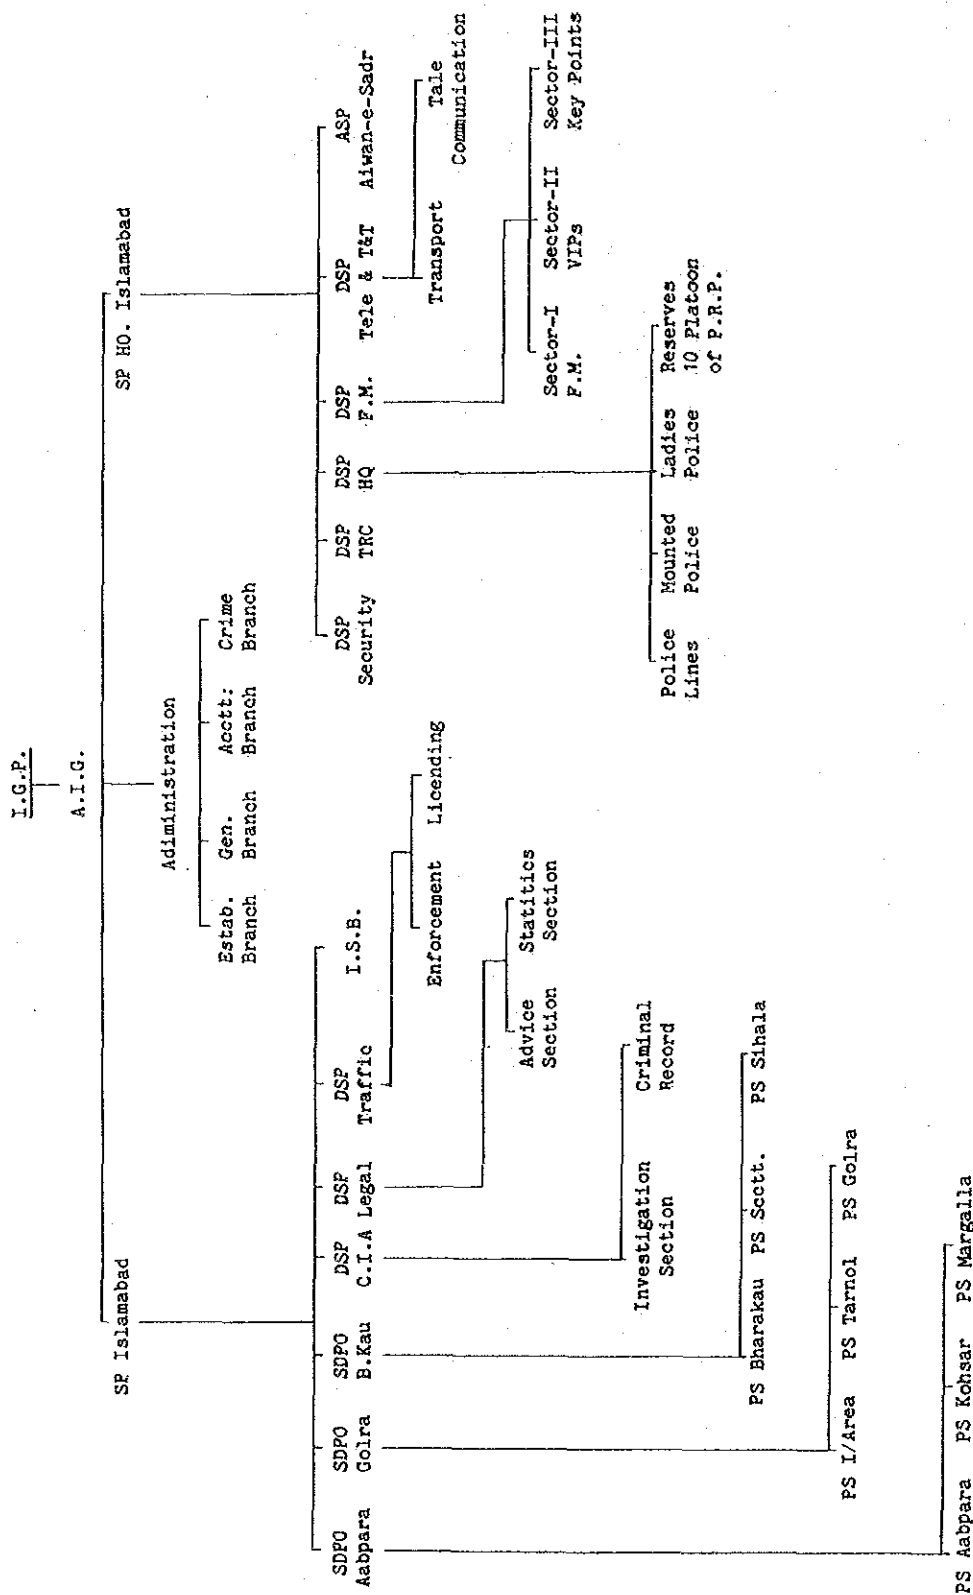 I.G.P.
A.I.G.
SP Islamabad
Adiministration
SP HO. Islamabad
Estab. Branch
Gen. Branch
Acctt: Branch
Crime Branch
SDPO Aabpara
SDPO Golra
SDPO B.Kau
DSP C.I.A
DSP Legal
DSP Traffic
I.S.B.
DSP Security
DSP TRC
DSP HQ
DSP F.M.
DSP Tele & T&T
ASP Aiwan-e-Sadr
Enforcement
Licending
Transport
Tale Communication
Advice Section
Statitics Section
Sector-I F.M.
Sector-II VIPs
Sector-III Key Points
Investigation Section
Criminal Record
Police Lines
Mounted Police
Ladies Police
Reserves 10 Platoon of P.R.P.
PS Bharakau
PS Scctt.
PS Sihala
PS I/Area
PS Tarnol
PS Golra
PS Aabpara
PS Kohsar
PS Margalla